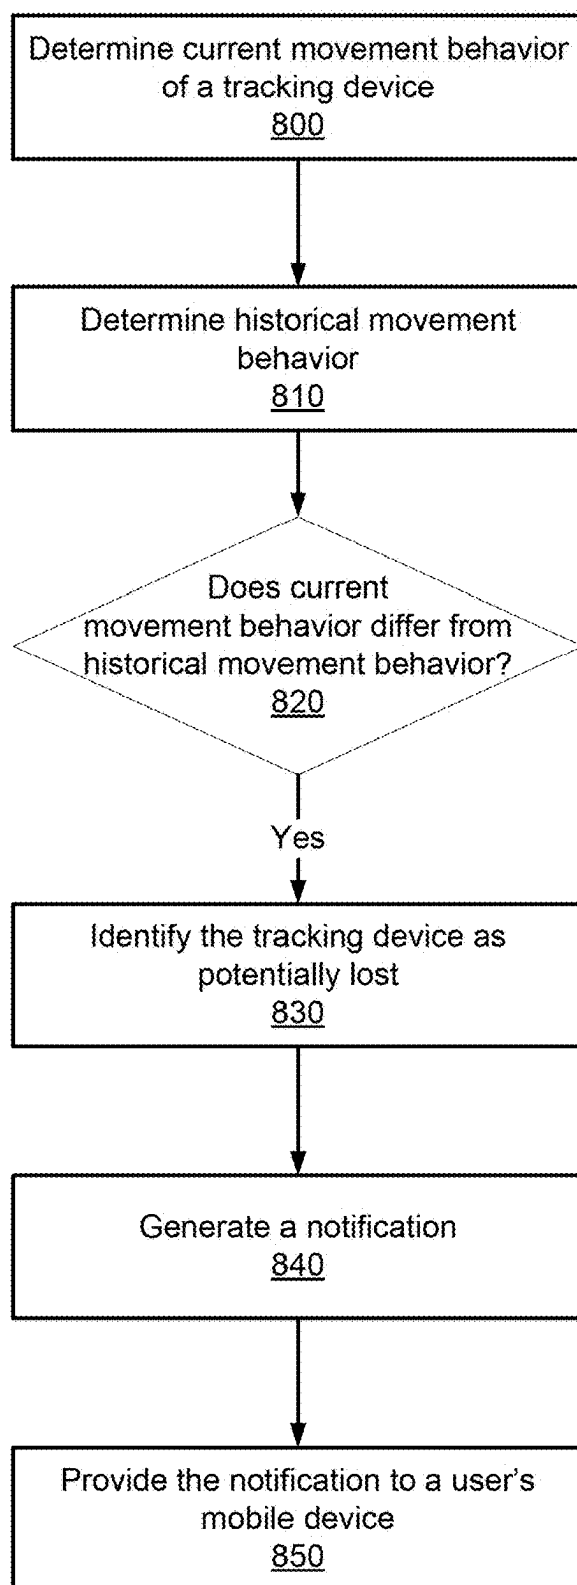 Determine current movement behavior
of a tracking device
800
Determine historical movement
behavior
810
Does current
movement behavior differ from
historical movement behavior?
820
Yes
Identify the tracking device as
potentially lost
830
Generate a notification
840
Provide the notification to a user's
mobile device
850